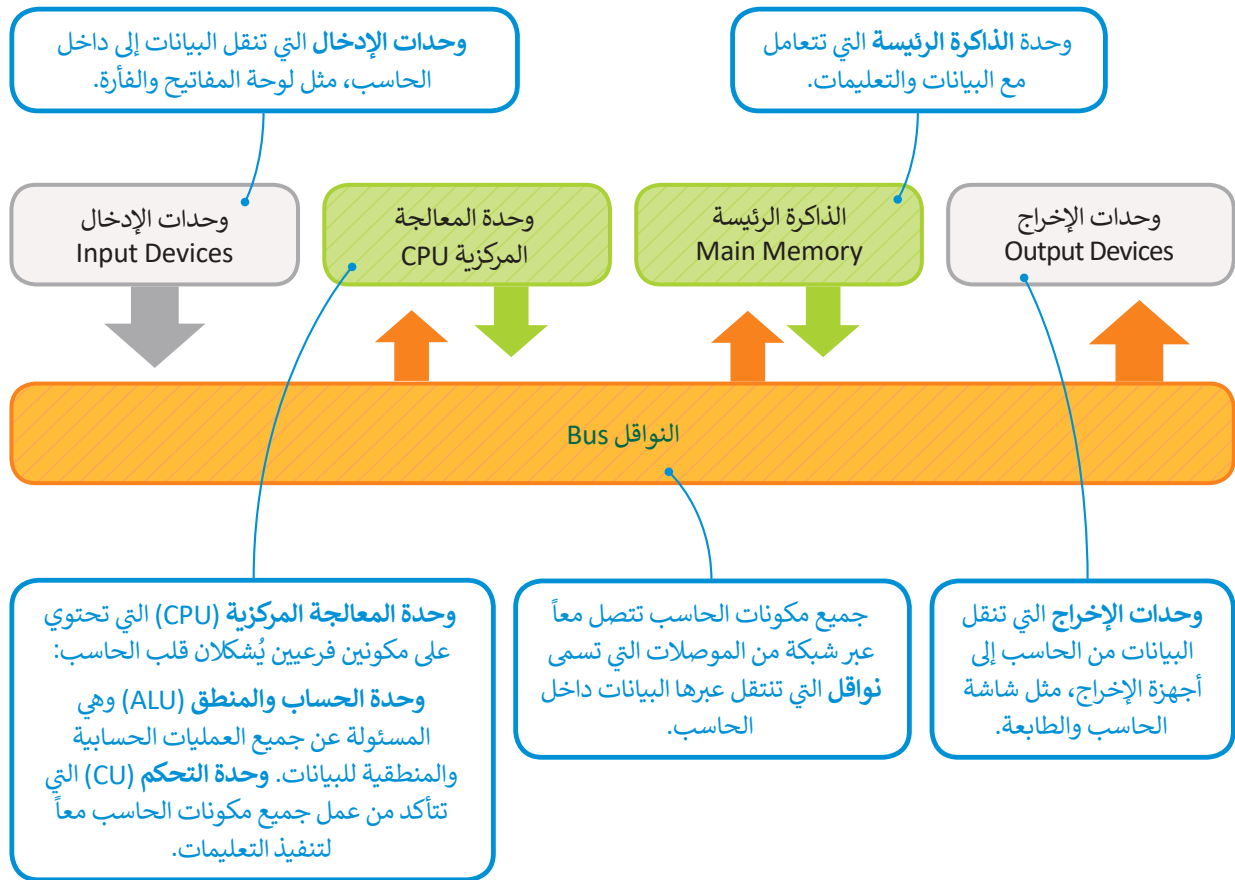 وحدات الإدخال التي تنقل البيانات إلى داخل
الحاسب، مثل لوحة المفاتيح والفأرة.
وحدة الذاكرة الرئيسة التي تتعامل
مع البيانات والتعليمات.
وحدات الإدخال
Input Devices
وحدة المعالجة
المركزية CPU
الذاكرة الرئيسة
Main Memory
وحدات الإخراج
Output Devices
النواقل Bus
وحدة المعالجة المركزية (CPU) التي تحتوي
على مكونين فرعيين يُشكلان قلب الحاسب:
وحدة الحساب والمنطق (ALU) وهي
المسئولة عن جميع العمليات الحسابية
والمنطقية للبيانات. وحدة التحكم (CU) التي
تتأكد من عمل جميع مكونات الحاسب معاً
لتنفيذ التعليمات.
جميع مكونات الحاسب تتصل معاً
عبر شبكة من الموصلات التي تسمى
نواقل التي تنتقل عبرها البيانات داخل
الحاسب.
وحدات الإخراج التي تنقل
البيانات من الحاسب إلى
أجهزة الإخراج، مثل شاشة
الحاسب والطابعة.